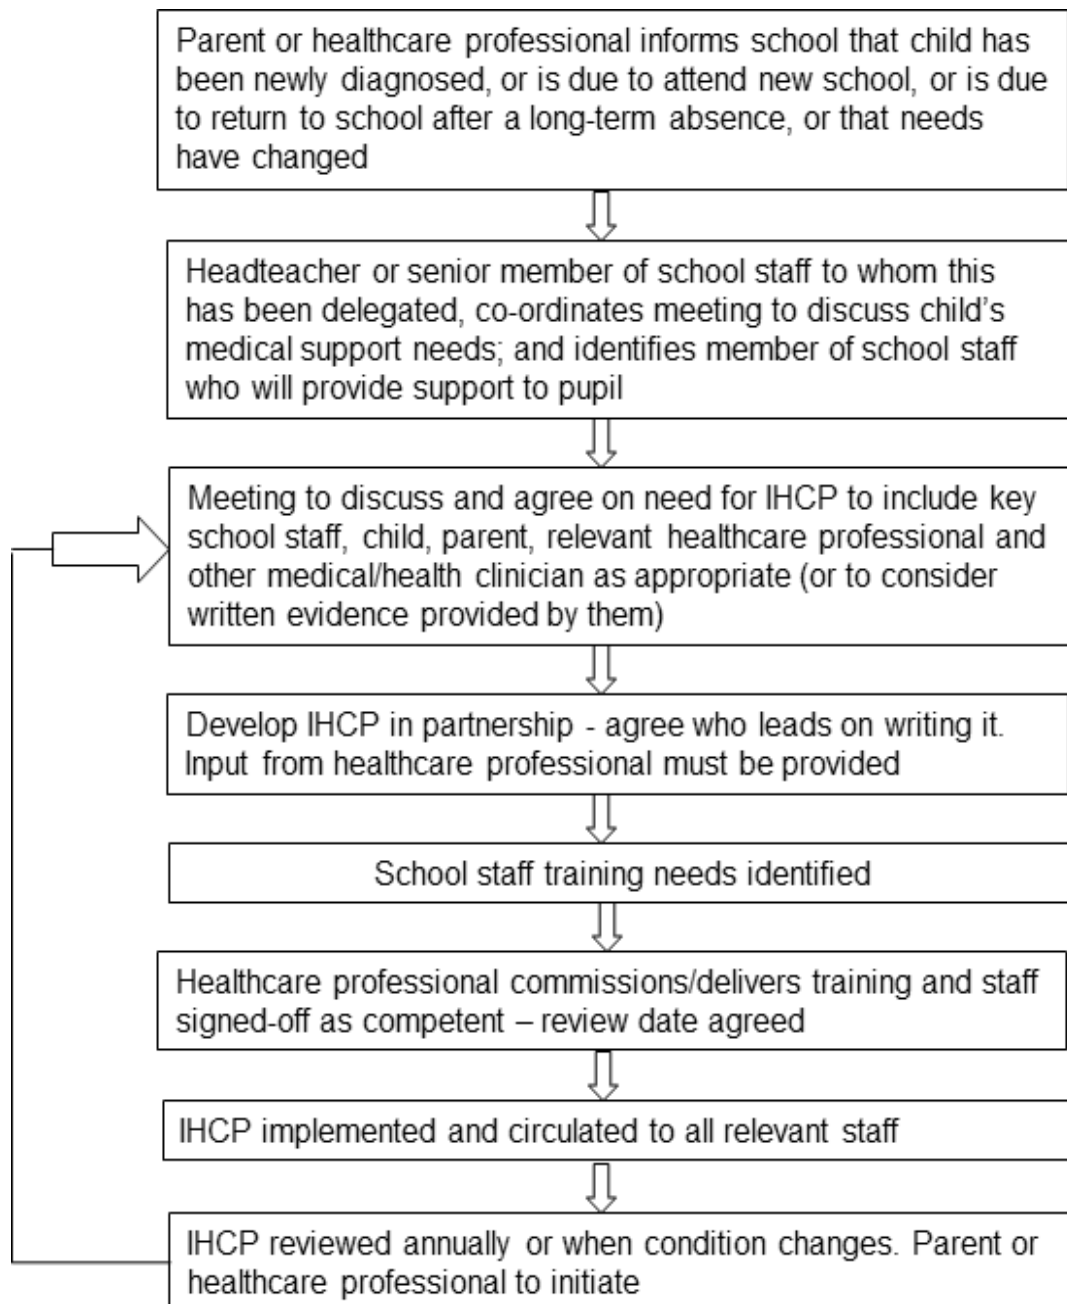 Parent or healthcare professional informs school that child has
been newly diagnosed, or is due to attend new school, or is due
to return to school after a long-term absence, or that needs
have changed
Headteacher or senior member of school staff to whom this
has been delegated, co-ordinates meeting to discuss child's
medical support needs; and identifies member of school staff
who will provide support to pupil
Meeting to discuss and agree on need for IHCP to include key
school staff, child, parent, relevant healthcare professional and
other medical/health clinician as appropriate (or to consider
written evidence provided by them)
Develop IHCP in partnership - agree who leads on writing it.
Input from healthcare professional must be provided
School staff training needs identified
Healthcare professional commissions/delivers training and staff
signed-off as competent – review date agreed
IHCP implemented and circulated to all relevant staff
IHCP reviewed annually or when condition changes. Parent or
healthcare professional to initiate